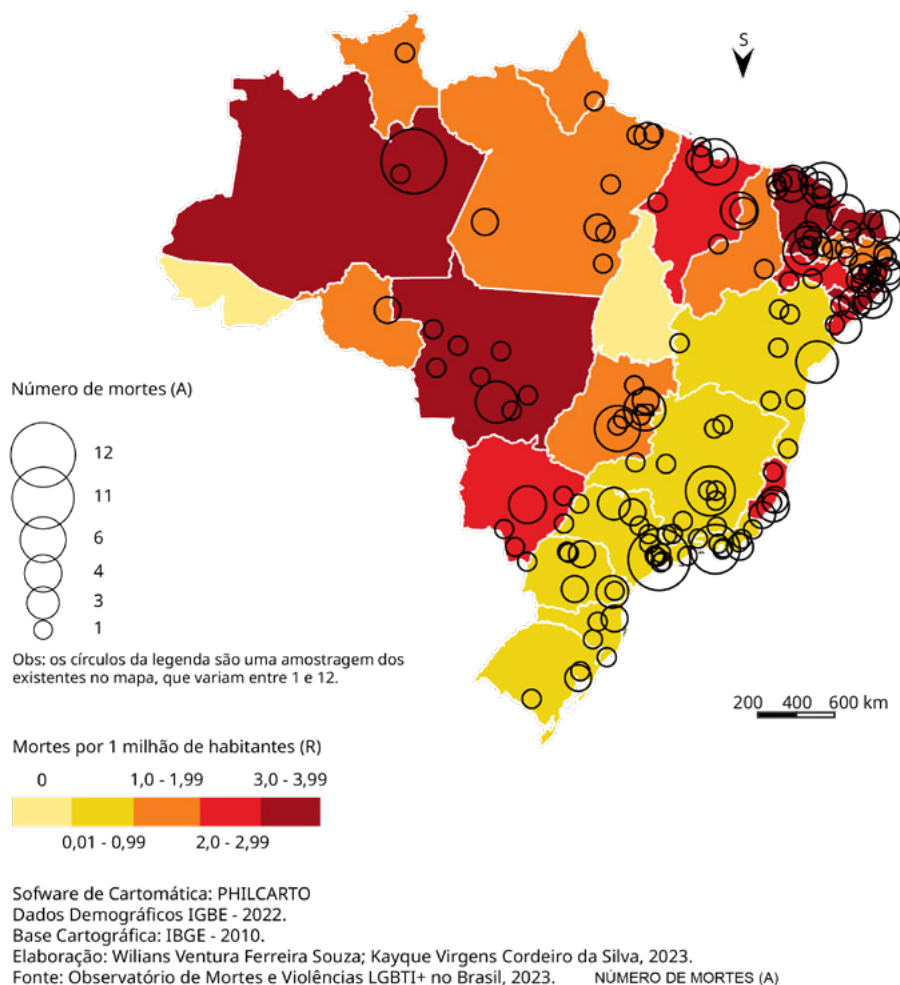 S
Número de mortes (A)
12
11
6
4
3
1
Obs: os círculos da legenda são uma amostragem dos
existentes no mapa, que variam entre 1 e 12.
200 400 600 km
Mortes por 1 milhão de habitantes (R)
0 1,0 - 1,99 3,0 - 3,99
0,01 - 0,99 2,0 - 2,99
Sofware de Cartomática: PHILCARTO
Dados Demográficos IGBE - 2022.
Base Cartográfica: IBGE - 2010.
Elaboração: Wilians Ventura Ferreira Souza; Kayque Virgens Cordeiro da Silva, 2023.
Fonte: Observatório de Mortes e Violências LGBTI+ no Brasil, 2023. NÚMERO DE MORTES (A)